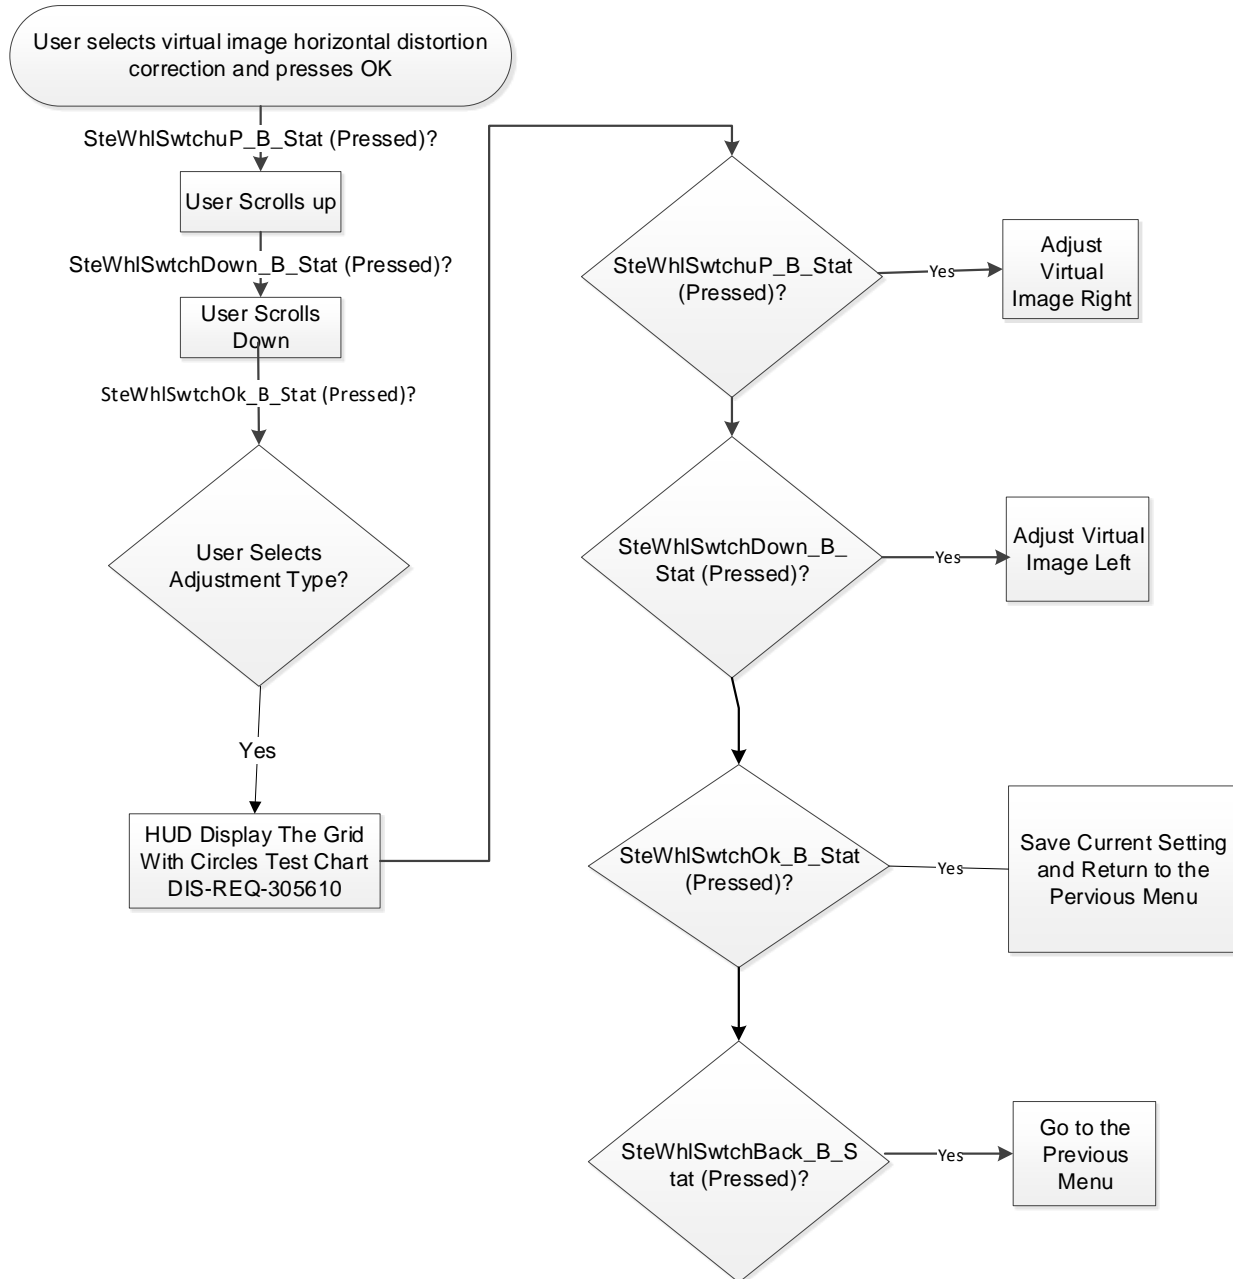 User selects virtual image horizontal distortion
correction and presses OK
SteWhlSwtchuP_B_Stat (Pressed)?
User Scrolls up
SteWhlSwtchDown_B_Stat (Pressed)?
User Scrolls
Down
SteWhlSwtchOk_B_Stat (Pressed)?
User Selects
Adjustment Type?
Yes
HUD Display The Grid
With Circles Test Chart
DIS-REQ-305610
SteWhlSwtchuP_B_Stat
(Pressed)?
Yes
Adjust
Virtual
Image Right
SteWhlSwtchDown_B_
Stat (Pressed)?
Yes
Adjust Virtual
Image Left
SteWhlSwtchOk_B_Stat
(Pressed)?
Yes
Save Current Setting
and Return to the
Pervious Menu
SteWhlSwtchBack_B_S
tat (Pressed)?
Yes
Go to the
Previous
Menu